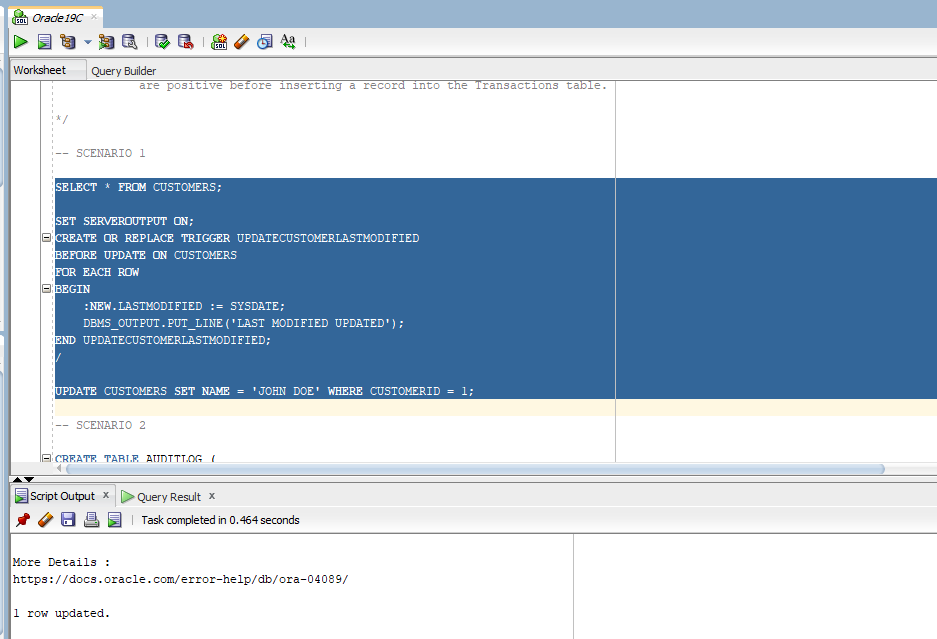 Oracle19C
Worksheet Query Builder
are positive before inserting a record into the Transactions table.
*/
-- SCENARIO 1
SELECT * FROM CUSTOMERS;
SET SERVEROUTPUT ON;
CREATE OR REPLACE TRIGGER UPDATECUSTOMERLASTMODIFIED
BEFORE UPDATE ON CUSTOMERS
FOR EACH ROW
BEGIN
:NEW.LASTMODIFIED := SYSDATE;
DBMS_OUTPUT.PUT_LINE('LAST MODIFIED UPDATED');
END UPDATECUSTOMERLASTMODIFIED;
/
UPDATE CUSTOMERS SET NAME = 'JOHN DOE' WHERE CUSTOMERID = 1;
-- SCENARIO 2
CREATE TABLE AUDITLOG (
Script Output x Query Result x
Task completed in 0.464 seconds
More Details :
https://docs.oracle.com/error-help/db/ora-04089/
1 row updated.